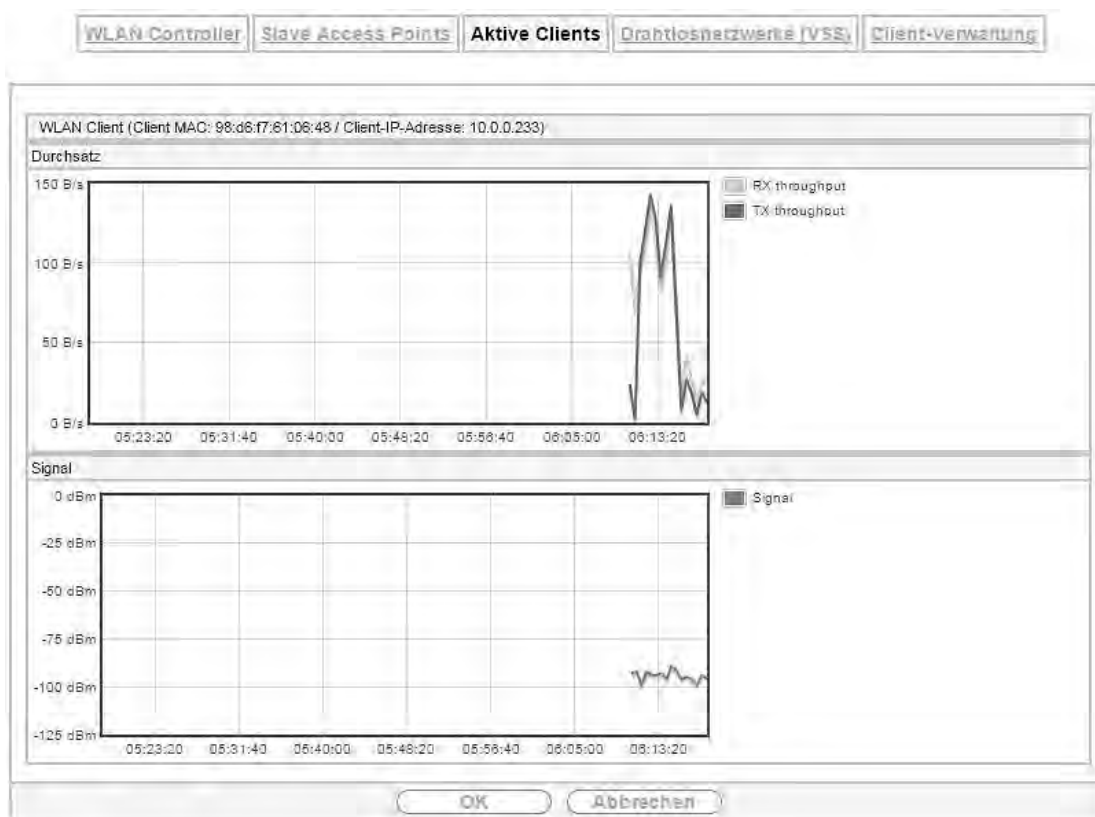 WLAN Controller Slave Access Points Aktive Clients Drahtlosnetzwerke (VSS) Client-Verwaltung
WLAN Client (Client MAC: 98:d6:f7:61:06:48 / Client-IP-Adresse: 10.0.0.233)
Durchsatz
150 B/s
100 B/s
50 B/s
0 B/s
05:23:20 05:31:40 05:40:00 05:48:20 05:56:40 06:05:00 06:13:20
RX throughput
TX throughput
Signal
0 dBm
-25 dBm
-50 dBm
-75 dBm
-100 dBm
-125 dBm
05:23:20 05:31:40 05:40:00 05:48:20 05:56:40 06:05:00 06:13:20
Signal
OK Abbrechen